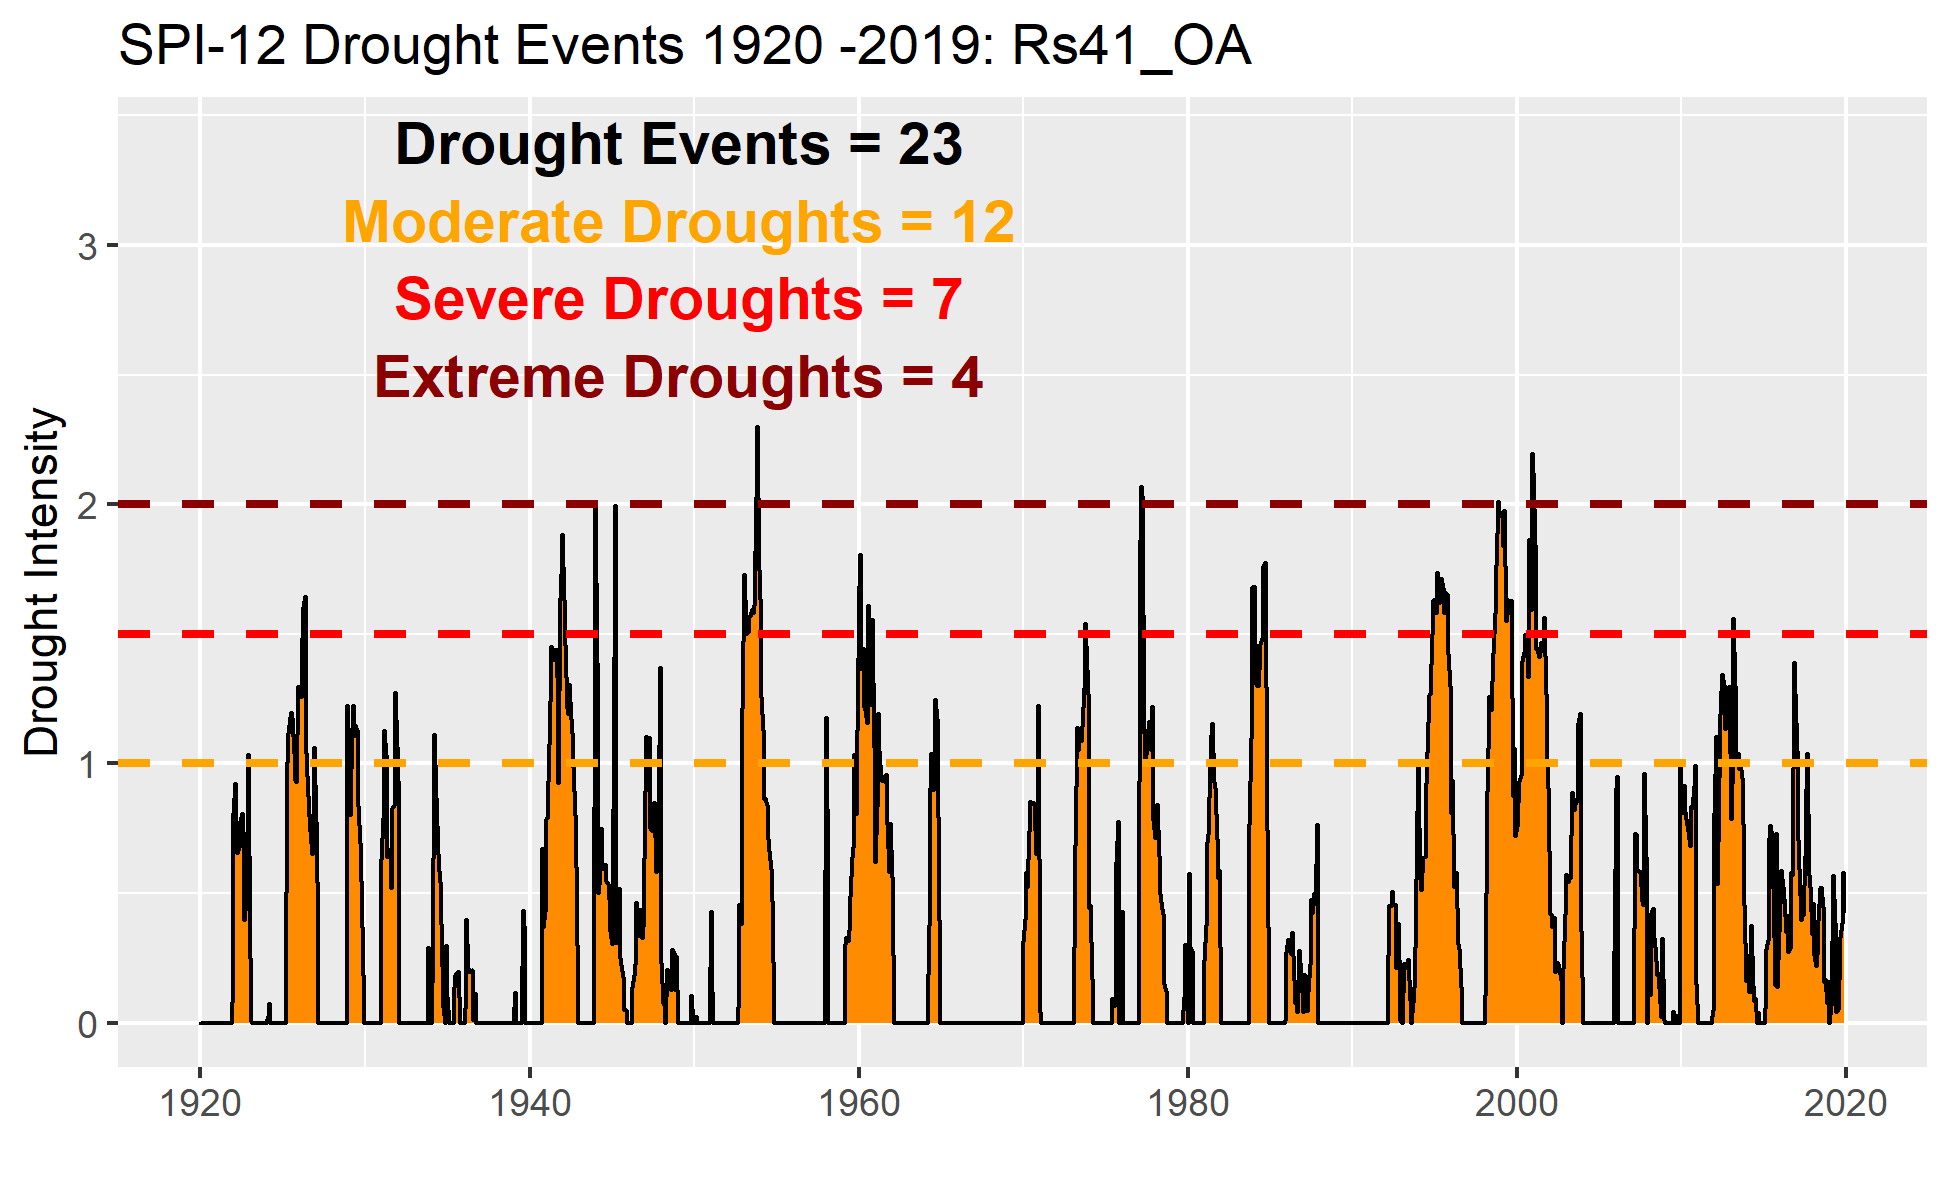 SPI-12 Drought Events 1920 -2019: Rs41_OA
Drought Events = 23
Moderate Droughts = 12
Severe Droughts = 7
Extreme Droughts = 4
Drought Intensity
3
2
1
0
1920 1940 1960 1980 2000 2020